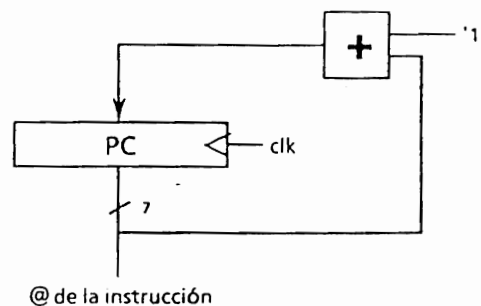 +
'1
PC
clk
7
@ de la instrucción